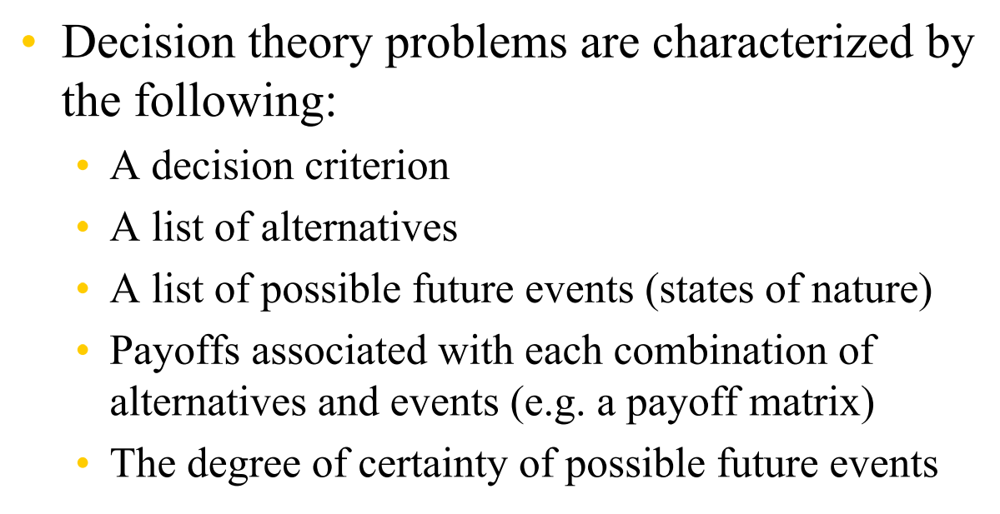 • Decision theory problems are characterized by
the following:
• A decision criterion
• A list of alternatives
• A list of possible future events (states of nature)
• Payoffs associated with each combination of
alternatives and events (e.g. a payoff matrix)
• The degree of certainty of possible future events